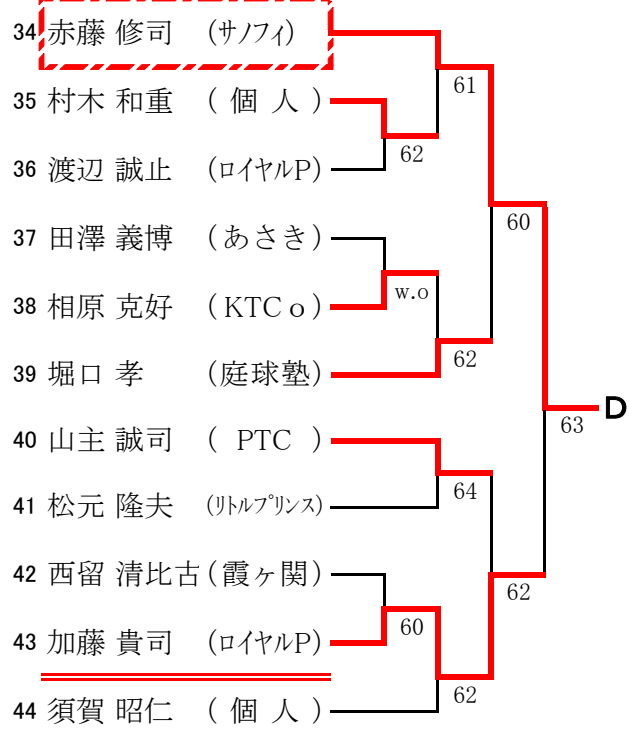 34 赤藤 修司 (サノフィ)
61
35 村木 和重 ( 個 人 )
62
36 渡辺 誠止 (ロイヤルP)
60
37 田澤 義博 (あさき)
w.o
38 相原 克好 (KTCo)
62
39 堀口 孝 (庭球塾)
D
63
40 山主 誠司 ( PTC )
64
41 松元 隆夫 (リトルプリンス)
42 西留 清比古(霞ヶ関)
62
60
43 加藤 貴司 (ロイヤルP)
62
44 須賀 昭仁 ( 個 人 )